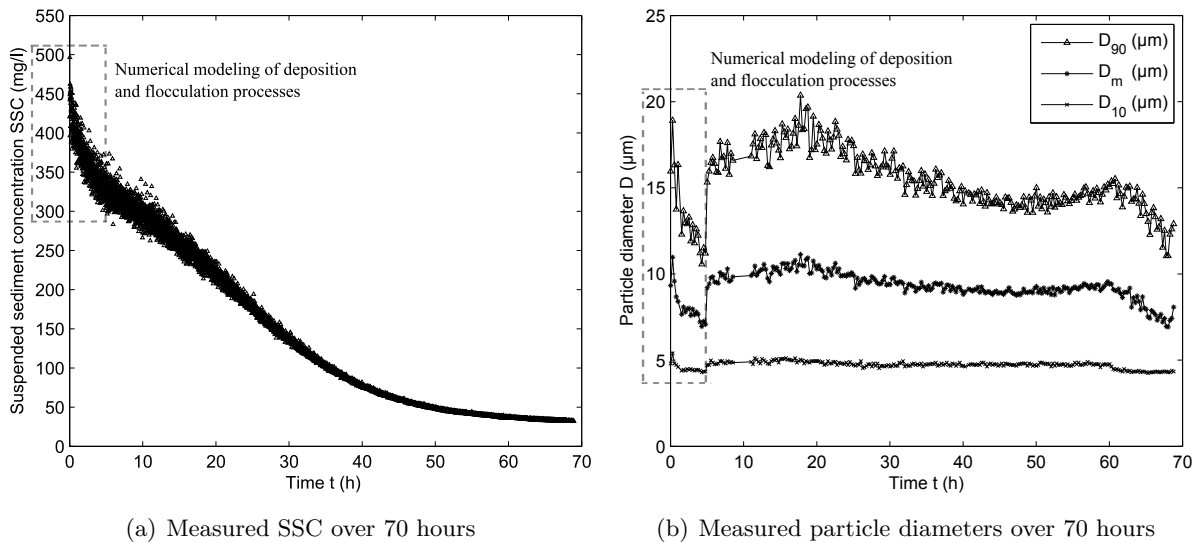 550
500
450
400
350
300
250
200
150
100
50
0
0 10 20 30 40 50 60 70
Suspended sediment concentration SSC (mg/l)
Time t (h)
Numerical modeling of deposition
and flocculation processes
(a) Measured SSC over 70 hours
25
20
15
10
5
0
0 10 20 30 40 50 60 70
Particle diameter D (µm)
Time t (h)
Numerical modeling of deposition
and flocculation processes
D90 (µm)
Dm (µm)
D10 (µm)
(b) Measured particle diameters over 70 hours